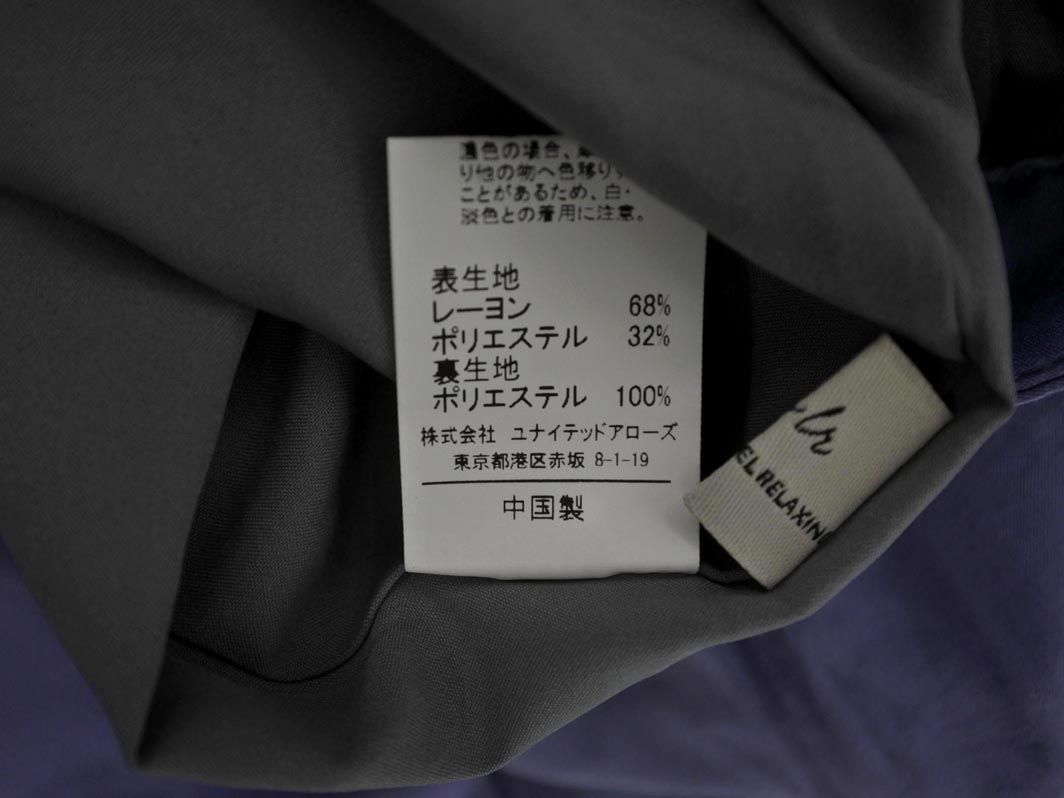 濃色の場合、
り他の物へ色移り
ことがあるため、白・
淡色との着用に注意。
表生地
レーヨン 68%
ポリエステル 32%
裏生地
ポリエステル 100%
株式会社 ユナイテッドアローズ
東京都港区赤坂 8-1-19
中国製
lr
RELAXING